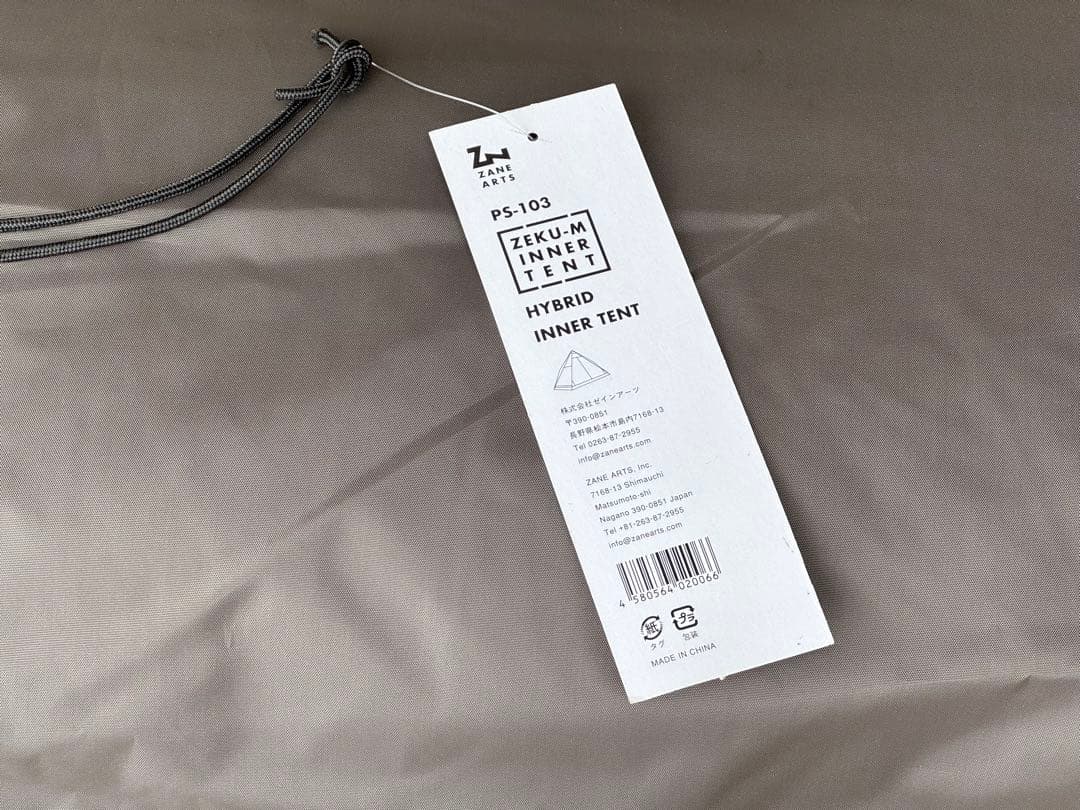 ZN
ZANE
ARTS
PS-103
ZEKU-M
INNER
TENT
HYBRID
INNER TENT
株式会社ゼインアーツ
〒390-0851
長野県松本市島内7168-13
Tel 0263-87-2955
info@zanearts.com
ZANE ARTS. Inc.
7168-13 Shimauchi
Matsumoto-shi
Nagano 390-0851 Japan
Tel +81-263-87-2955
info@zanearts.com
4 580564 020066
紙 プラ
タグ 包装
MADE IN CHINA